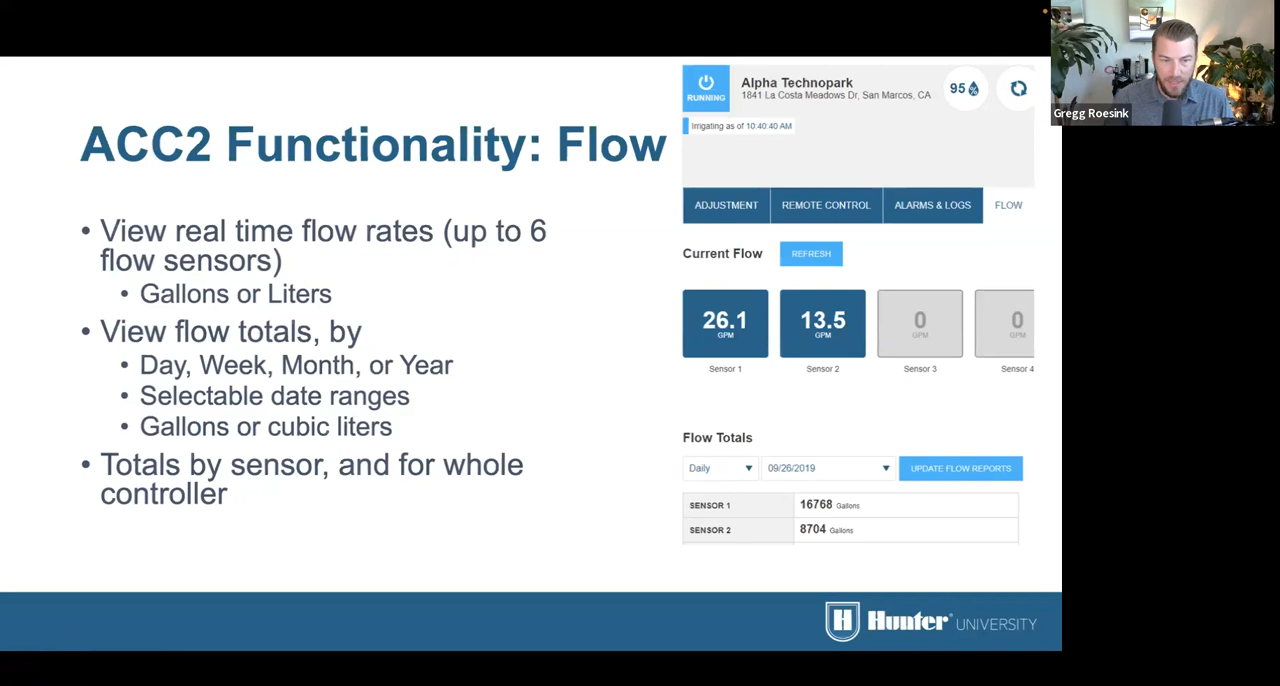 Gregg Roesink
ACC2 Functionality: Flow
• View real time flow rates (up to 6
flow sensors)
• Gallons or Liters
• View flow totals, by
• Day, Week, Month, or Year
• Selectable date ranges
• Gallons or cubic liters
• Totals by sensor, and for whole
controller
RUNNING
Alpha Technopark
1841 La Costa Meadows Dr, San Marcos, CA
95%
Irrigating as of 10:40:40 AM
ADJUSTMENT REMOTE CONTROL ALARMS & LOGS FLOW
Current Flow REFRESH
26.1 13.5 0 0
GPM GPM GPM GPM
Sensor 1 Sensor 2 Sensor 3 Sensor 4
Flow Totals
Daily 09/26/2019 UPDATE FLOW REPORTS
SENSOR 1 16768 Gallons
SENSOR 2 8704 Gallons
H Hunter® UNIVERSITY